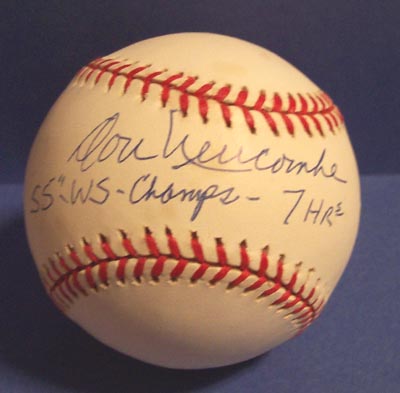 Don Newcombe
55" WS - Champs - 7 HRs